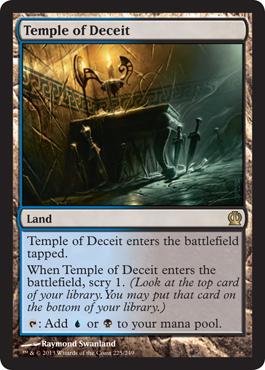 Temple of Deceit
Land
Temple of Deceit enters the battlefield
tapped.
When Temple of Deceit enters the
battlefield, scry 1. (Look at the top card
of your library. You may put that card on
the bottom of your library.)
: Add or to your mana pool.
Raymond Swanland
™ & © 2013 Wizards of the Coast 225/249